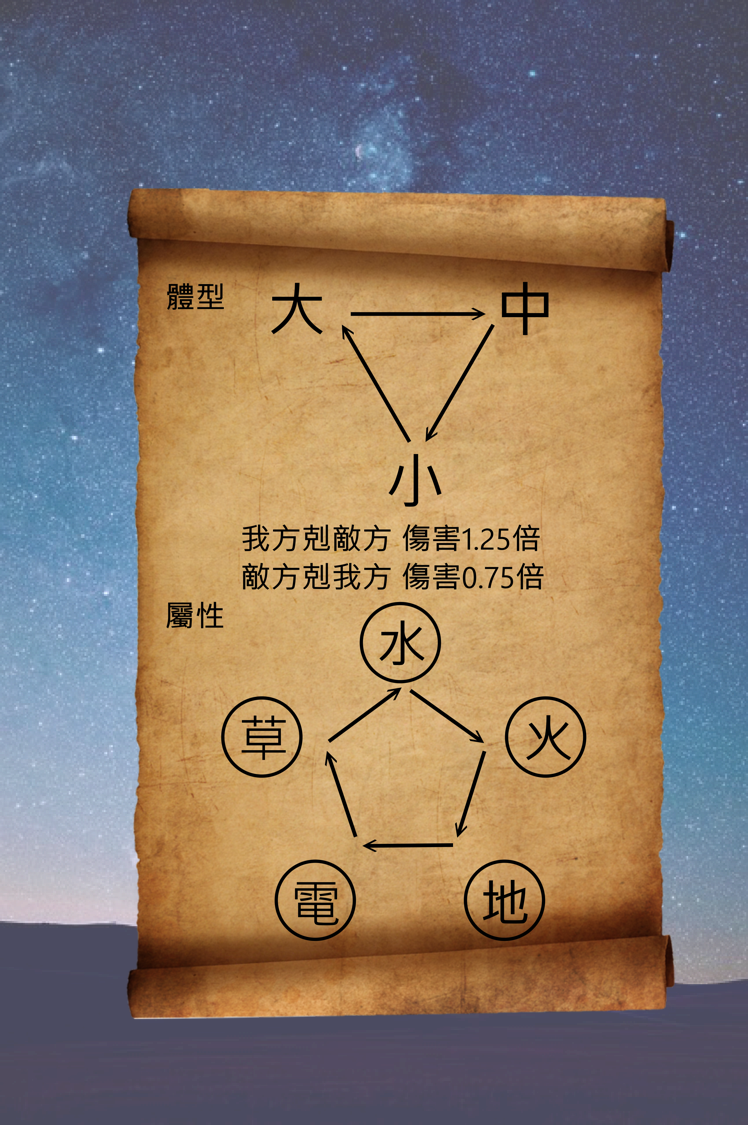 體型
大 中
小
我方剋敵方 傷害1.25倍
敵方剋我方 傷害0.75倍
屬性
水
草 火
電 地